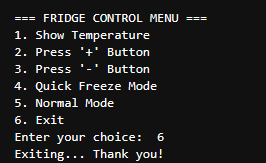 === FRIDGE CONTROL MENU ===
1. Show Temperature
2. Press '+' Button
3. Press '-' Button
4. Quick Freeze Mode
5. Normal Mode
6. Exit
Enter your choice:  6
Exiting... Thank you!